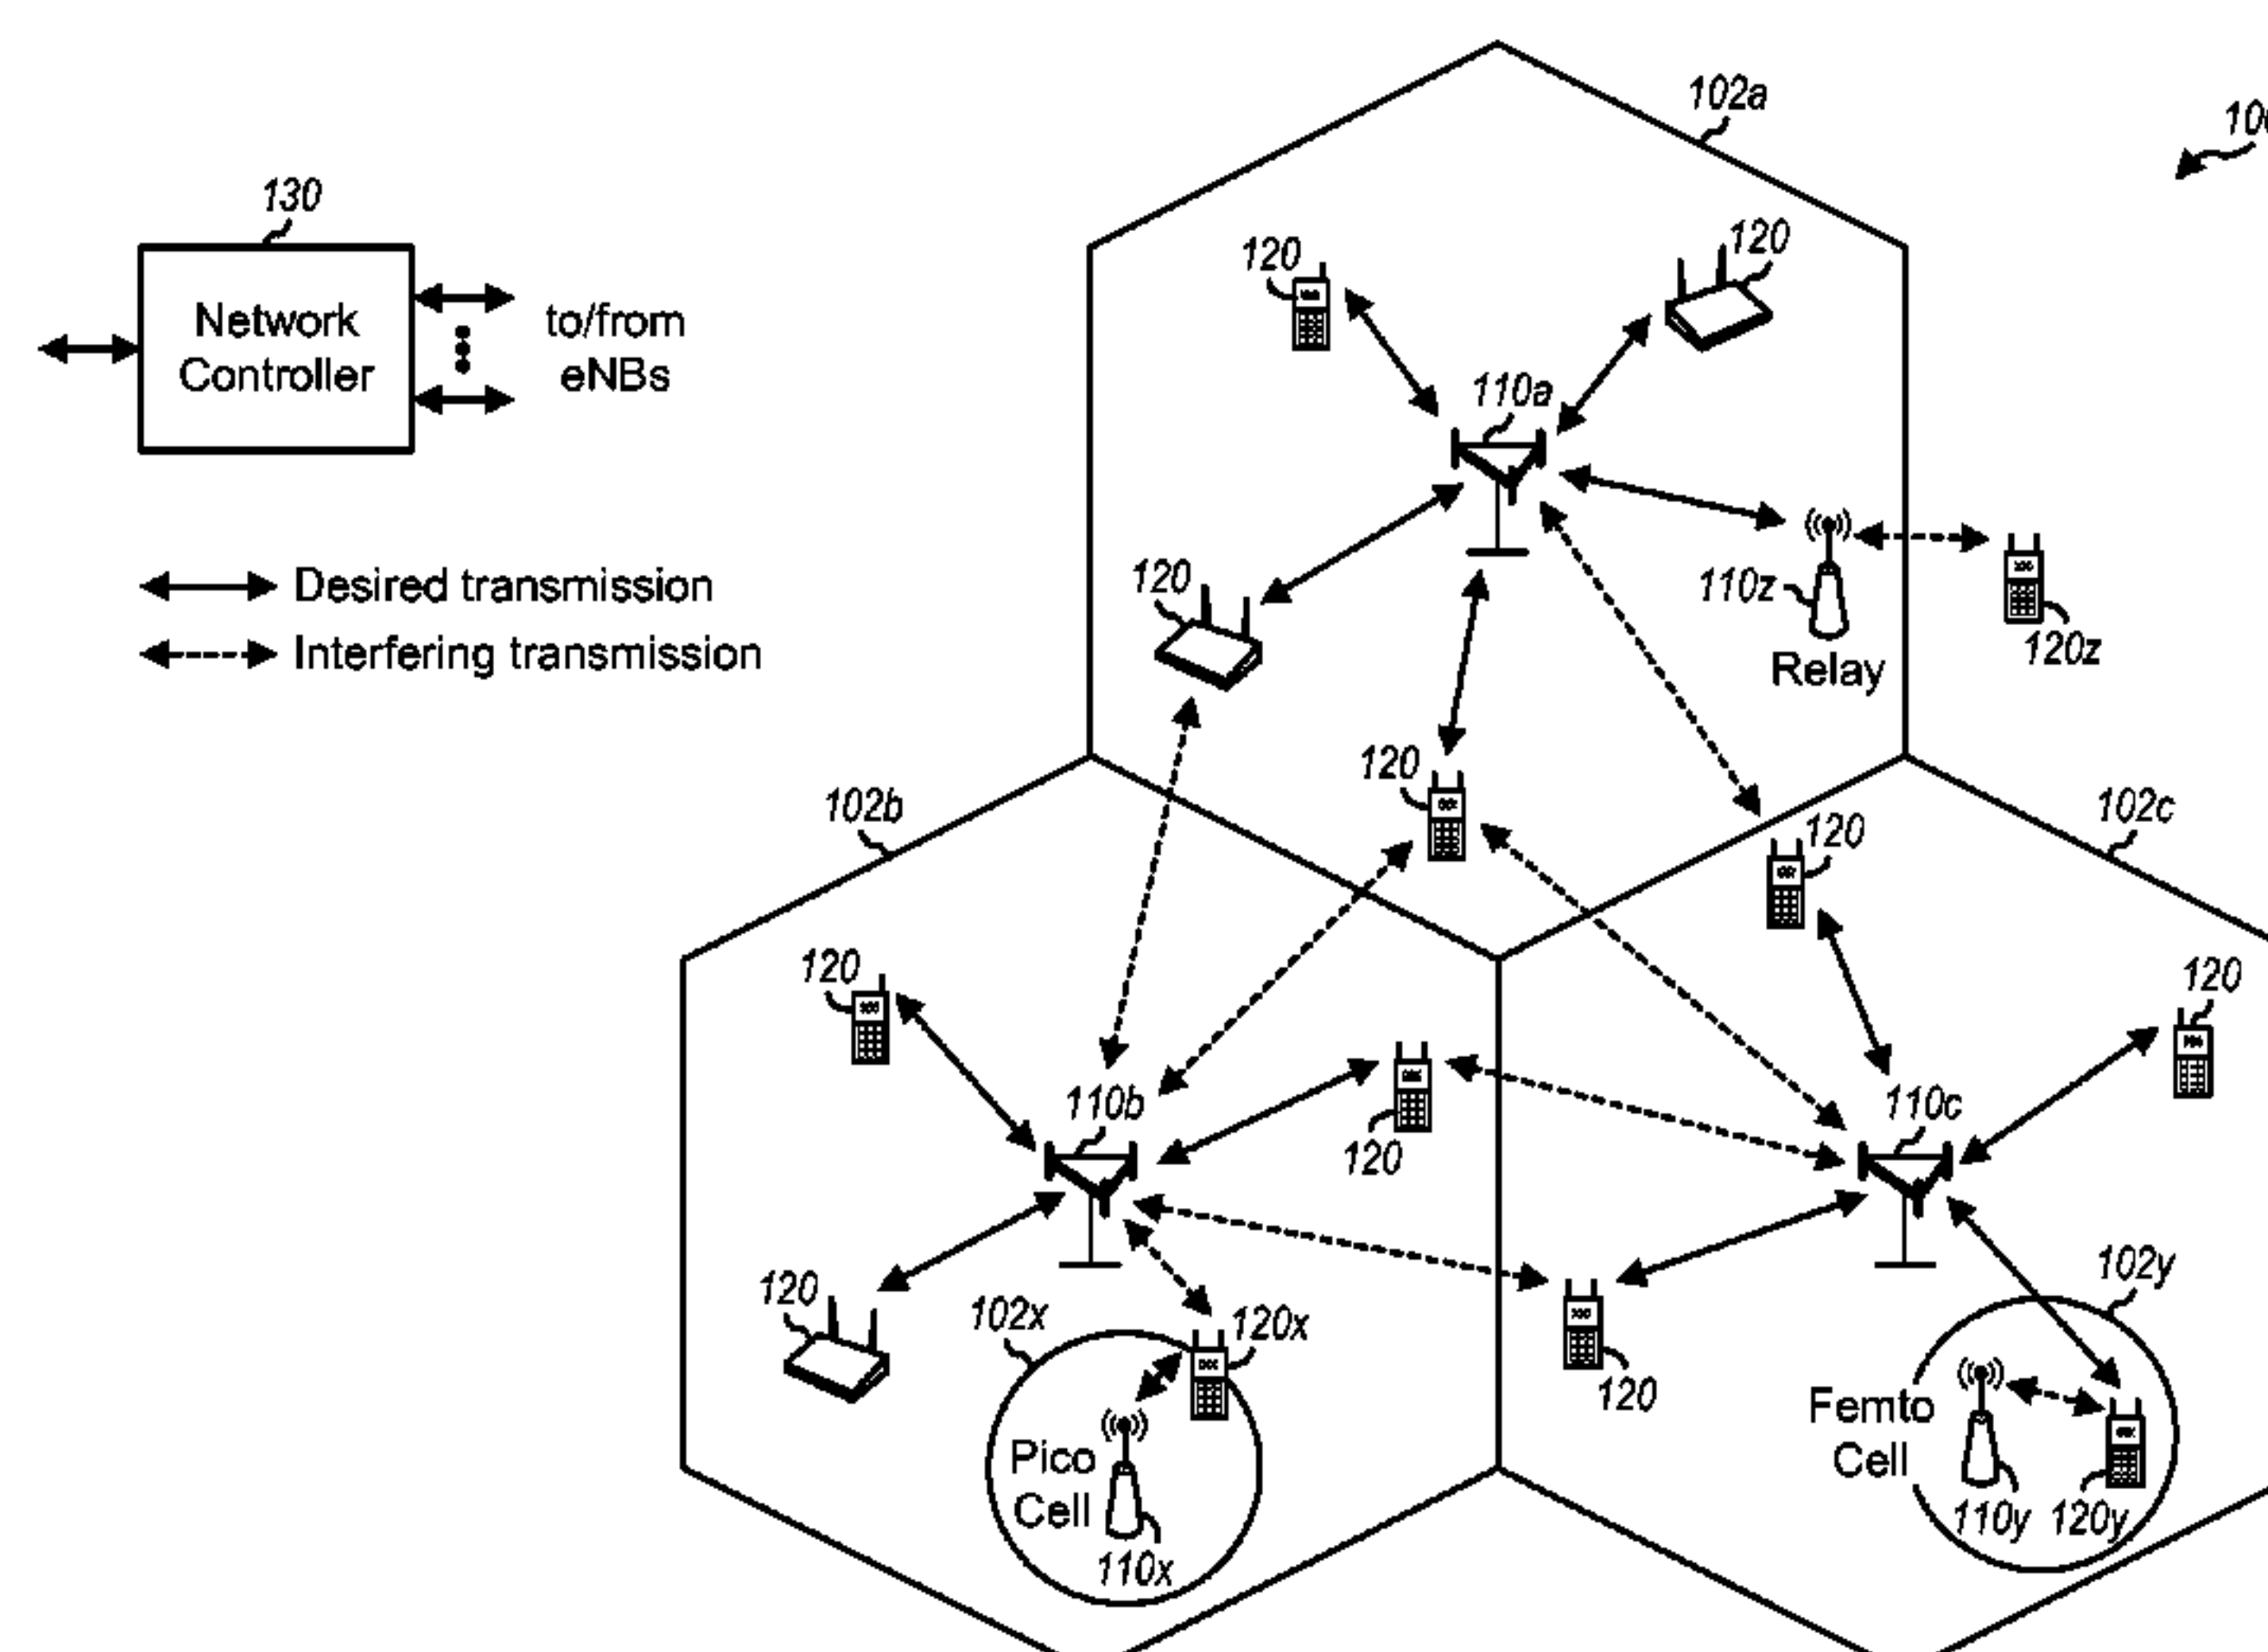 102a
10
130
120
120
Network
Controller
to/from
eNBs
110a
Desired transmission
Interfering transmission
120
110z
120z
Relay
120
102b
102c
120
120
120
110b
110c
120
120
102x
120x
102y
120
Pico
Cell
Femto
Cell
110x
110y
120y